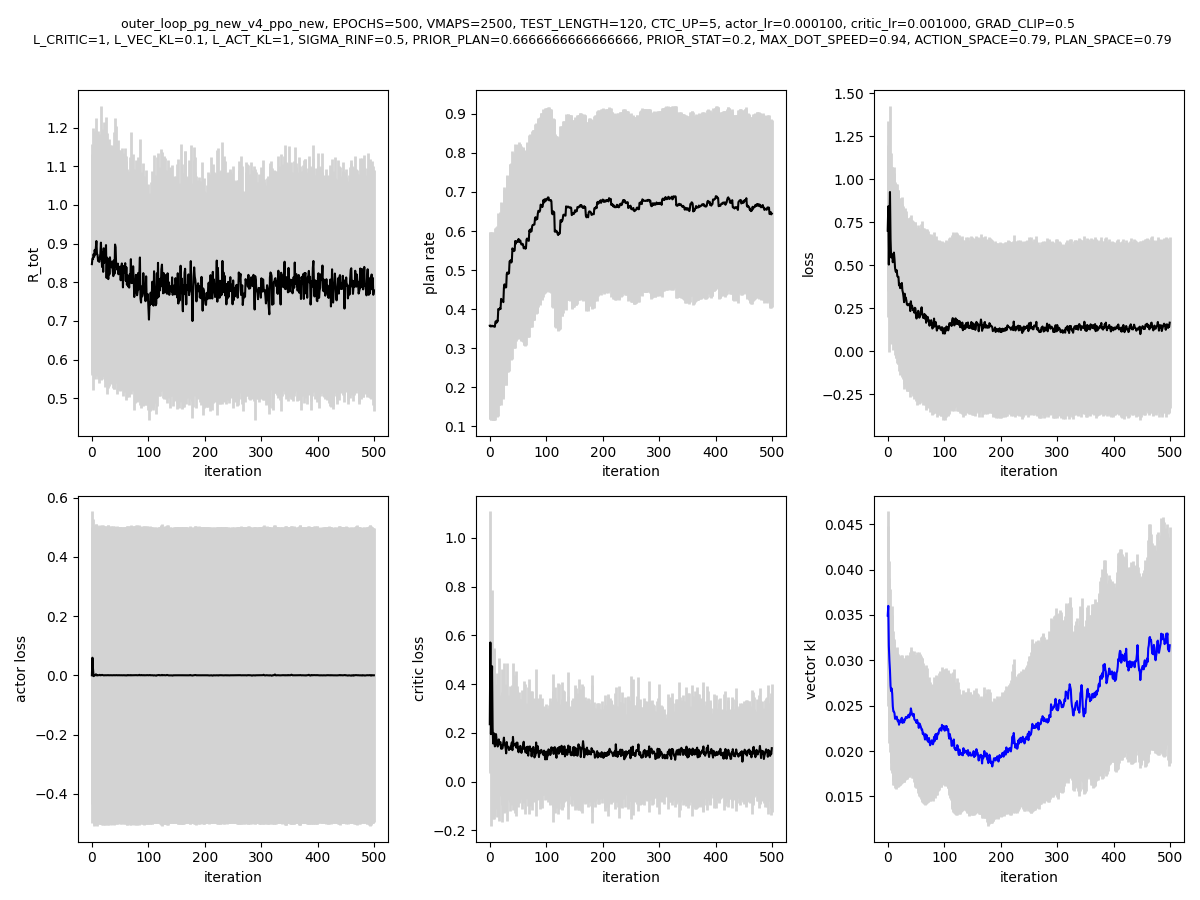 outer_loop_pg_new_v4_ppo_new, EPOCHS=500, VMAPS=2500, TEST_LENGTH=120, CTC_UP=5, actor_lr=0.000100, critic_lr=0.001000, GRAD_CLIP=0.5
L_CRITIC=1, L_VEC_KL=0.1, L_ACT_KL=1, SIGMA_RINF=0.5, PRIOR_PLAN=0.6666666666666666, PRIOR_STAT=0.2, MAX_DOT_SPEED=0.94, ACTION_SPACE=0.79, PLAN_SPACE=0.79
R_tot
1.2
1.1
1.0
0.9
0.8
0.7
0.6
0.5
0 100 200 300 400 500
iteration
plan rate
0.9
0.8
0.7
0.6
0.5
0.4
0.3
0.2
0.1
0 100 200 300 400 500
iteration
loss
1.50
1.25
1.00
0.75
0.50
0.25
0.00
−0.25
0 100 200 300 400 500
iteration
actor loss
0.6
0.4
0.2
0.0
−0.2
−0.4
0 100 200 300 400 500
iteration
critic loss
1.0
0.8
0.6
0.4
0.2
0.0
−0.2
0 100 200 300 400 500
iteration
vector kl
0.045
0.040
0.035
0.030
0.025
0.020
0.015
0 100 200 300 400 500
iteration